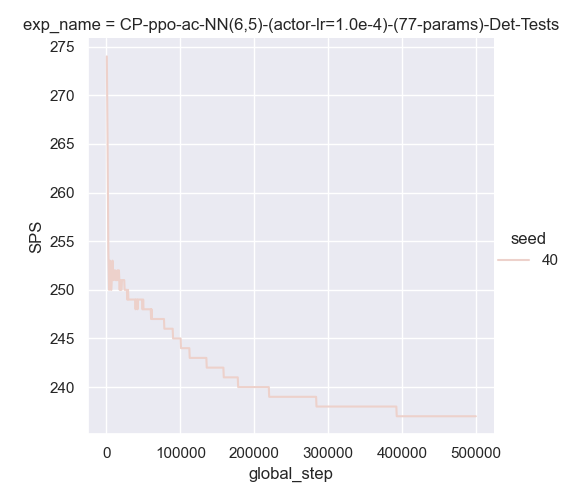 exp_name = CP-ppo-ac-NN(6,5)-(actor-lr=1.0e-4)-(77-params)-Det-Tests
275
270
265
260
255
250
245
240
SPS
seed
40
0 100000 200000 300000 400000 500000
global_step